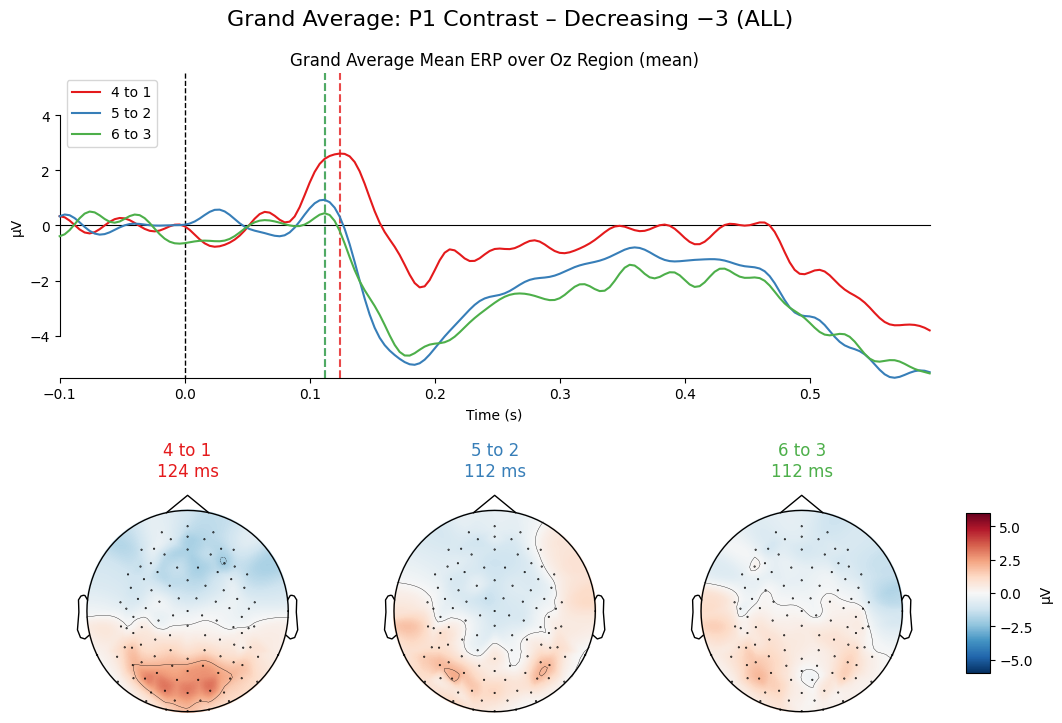 Grand Average: P1 Contrast – Decreasing −3 (ALL)
Grand Average Mean ERP over Oz Region (mean)
4 to 1
5 to 2
6 to 3
µV
4
2
0
−2
−4
−0.1 0.0 0.1 0.2 0.3 0.4 0.5
Time (s)
4 to 1
124 ms
5 to 2
112 ms
6 to 3
112 ms
5.0
2.5
0.0
−2.5
−5.0
µV